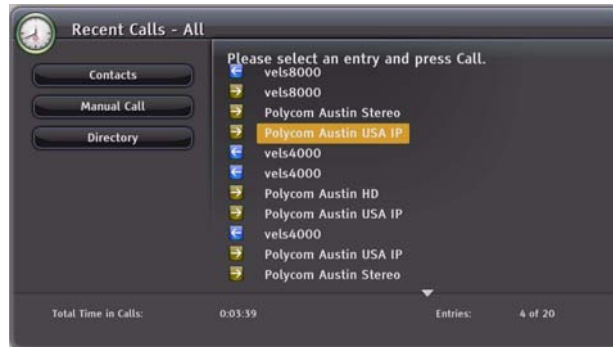 Recent Calls - All
Contacts
Manual Call
Directory
Please select an entry and press Call.
vels8000
vels8000
Polycom Austin Stereo
Polycom Austin USA IP
vels4000
vels4000
Polycom Austin HD
Polycom Austin USA IP
vels4000
Polycom Austin USA IP
Polycom Austin Stereo
Total Time in Calls: 0:03:39 Entries: 4 of 20